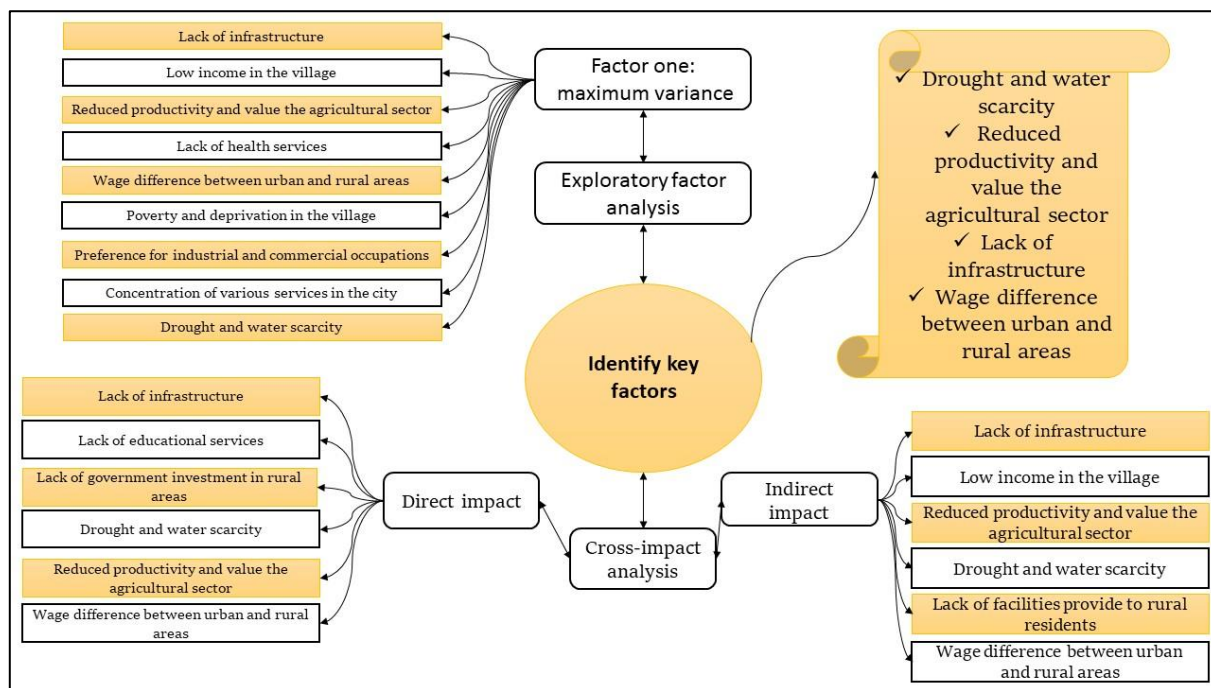 Lack of infrastructure
Low income in the village
Reduced productivity and value the agricultural sector
Lack of health services
Wage difference between urban and rural areas
Poverty and deprivation in the village
Preference for industrial and commercial occupations
Concentration of various services in the city
Drought and water scarcity
Factor one:
maximum variance
Exploratory factor
analysis
Identify key
factors
✓ Drought and water
scarcity
✓ Reduced
productivity and
value the
agricultural sector
✓ Lack of
infrastructure
✓ Wage difference
between urban and
rural areas
Lack of infrastructure
Lack of educational services
Lack of government investment in rural
areas
Drought and water scarcity
Reduced productivity and value the
agricultural sector
Wage difference between urban and rural
areas
Direct impact
Cross-impact
analysis
Indirect
impact
Lack of infrastructure
Low income in the village
Reduced productivity and value the
agricultural sector
Drought and water scarcity
Lack of facilities provide to rural
residents
Wage difference between urban
and rural areas